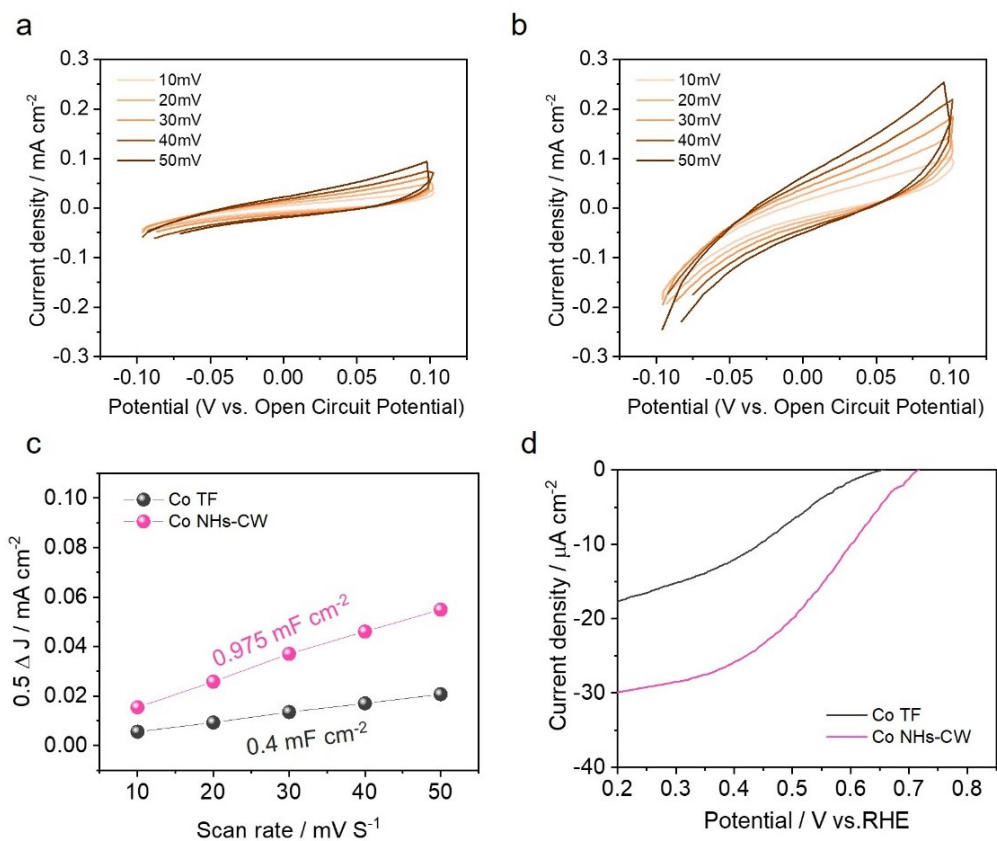 a
0.3
0.2
0.1
0.0
-0.1
-0.2
-0.3
Current density / mA cm⁻²
10mV
20mV
30mV
40mV
50mV
-0.10 -0.05 0.00 0.05 0.10
Potential (V vs. Open Circuit Potential)
b
0.3
0.2
0.1
0.0
-0.1
-0.2
-0.3
Current density / mA cm⁻²
10mV
20mV
30mV
40mV
50mV
-0.10 -0.05 0.00 0.05 0.10
Potential (V vs. Open Circuit Potential)
c
0.10
0.08
0.06
0.04
0.02
0.00
0.5 Δ J / mA cm⁻²
Co TF
Co NHs-CW
0.975 mF cm⁻²
0.4 mF cm⁻²
10 20 30 40 50
Scan rate / mV S⁻¹
d
0
-10
-20
-30
-40
Current density / μA cm⁻²
Co TF
Co NHs-CW
0.2 0.3 0.4 0.5 0.6 0.7 0.8
Potential / V vs.RHE